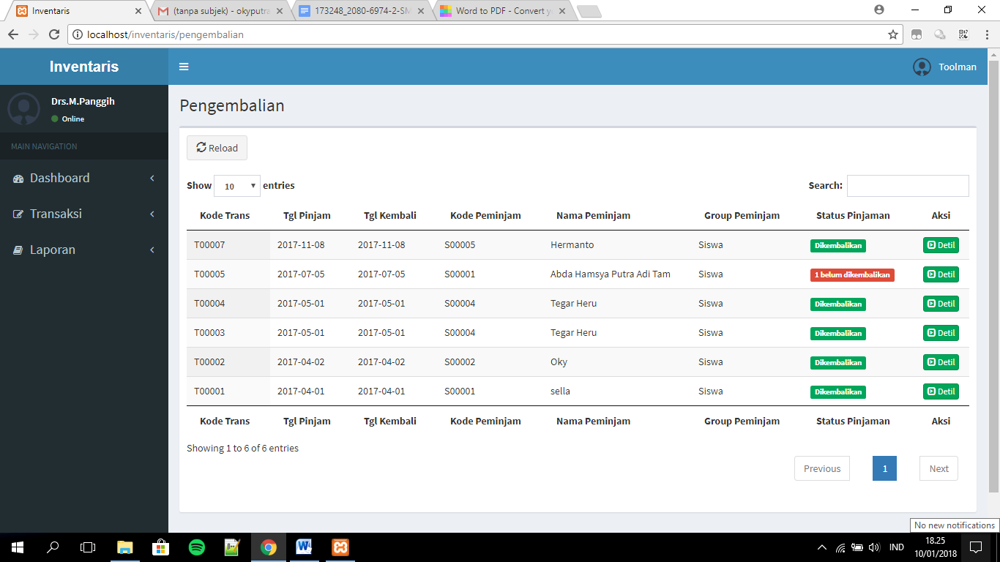 Inventaris
(tanpa subjek) - okyputra
173248_2080-6974-2-SM
Word to PDF - Convert y
localhost/inventaris/pengembalian
Inventaris
Toolman
Drs.M.Panggih
Online
MAIN NAVIGATION
Dashboard
Transaksi
Laporan
Pengembalian
Reload
Show 10 entries Search:
Kode Trans Tgl Pinjam Tgl Kembali Kode Peminjam Nama Peminjam Group Peminjam Status Pinjaman Aksi
T00007 2017-11-08 2017-11-08 S00005 Hermanto Siswa Dikembalikan Detil
T00005 2017-07-05 2017-07-05 S00001 Abda Hamsya Putra Adi Tam Siswa 1 belum dikembalikan Detil
T00004 2017-05-01 2017-05-01 S00004 Tegar Heru Siswa Dikembalikan Detil
T00003 2017-05-01 2017-05-01 S00004 Tegar Heru Siswa Dikembalikan Detil
T00002 2017-04-02 2017-04-02 S00002 Oky Siswa Dikembalikan Detil
T00001 2017-04-01 2017-04-01 S00001 sella Siswa Dikembalikan Detil
Kode Trans Tgl Pinjam Tgl Kembali Kode Peminjam Nama Peminjam Group Peminjam Status Pinjaman Aksi
Showing 1 to 6 of 6 entries
Previous 1 Next
No new notifications
IND
18.25
10/01/2018